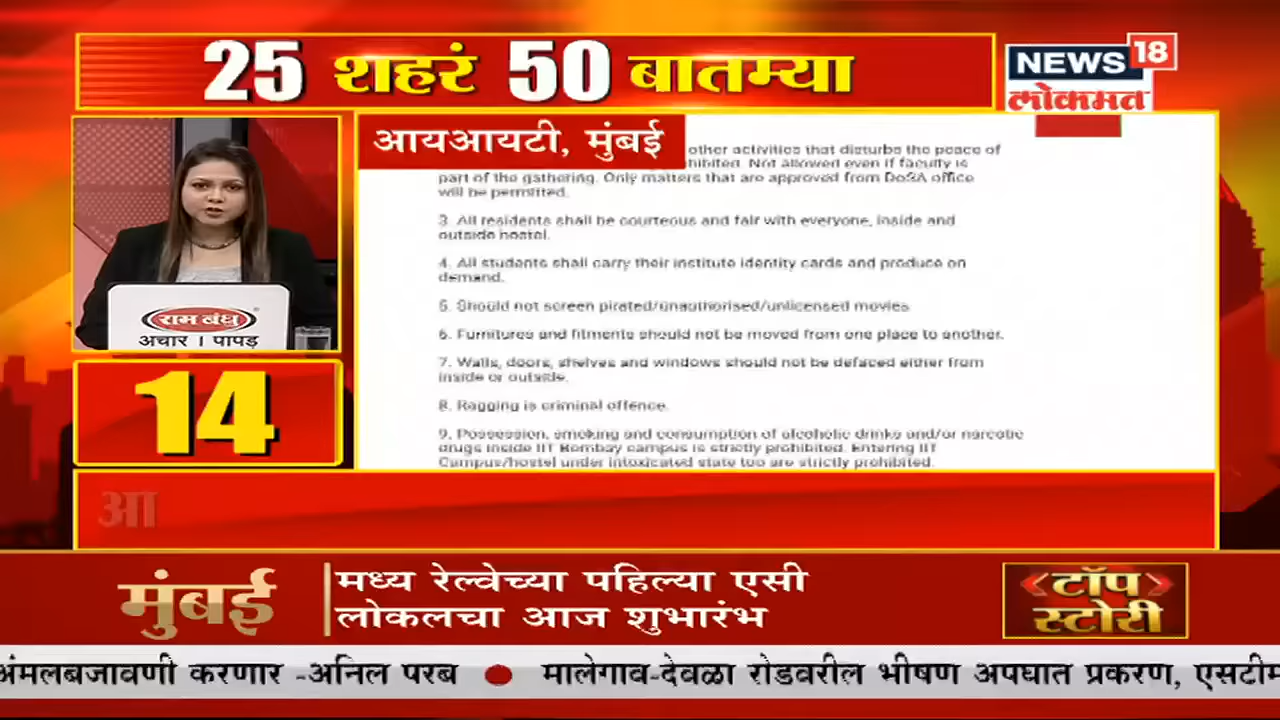 25 शहरं 50 बातम्या
NEWS 18
लोकमत
आयआयटी, मुंबई
other activities that disturbs the peace of
hibited. Not allowed even if faculty is
part of the gathering. Only matters that are approved from DoSA office
will be permitted.
3. All residents shall be courteous and fair with everyone, inside and
outside hostel.
4. All students shall carry their institute identity cards and produce on
demand.
5. Should not screen pirated/unauthorised/unlicensed movies
6. Furnitures and fitments should not be moved from one place to another.
7. Walls, doors, shelves and windows should not be defaced either from
inside or outside.
8. Ragging is criminal offence.
9. Possession, smoking and consumption of alcoholic drinks and/or narcotic
drugs inside IIT Bombay campus is strictly prohibited. Entering IIT
Campus/hostel under intoxicated state too are strictly prohibited.
राम बंधु
अचार । पापड़
14
आ
मुंबई
मध्य रेल्वेच्या पहिल्या एसी
लोकलचा आज शुभारंभ
टॉप
स्टोरी
अंमलबजावणी करणार -अनिल परब ● मालेगाव-देवळा रोडवरील भीषण अपघात प्रकरण, एसटीम